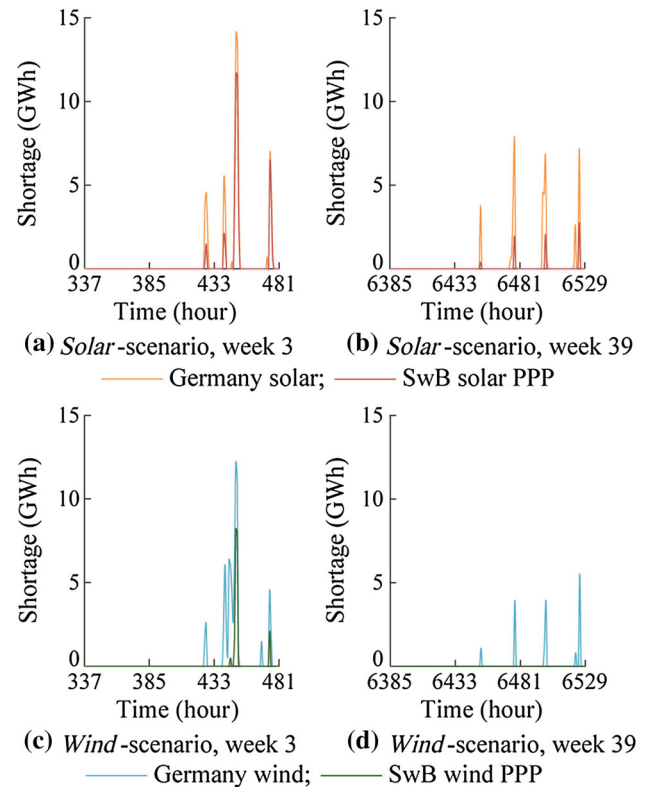 15
10
5
0
Shortage (GWh)
337 385 433 481
Time (hour)
(a) Solar-scenario, week 3
15
10
5
0
Shortage (GWh)
6385 6433 6481 6529
Time (hour)
(b) Solar-scenario, week 39
Germany solar; SwB solar PPP
15
10
5
0
Shortage (GWh)
337 385 433 481
Time (hour)
(c) Wind-scenario, week 3
15
10
5
0
Shortage (GWh)
6385 6433 6481 6529
Time (hour)
(d) Wind-scenario, week 39
Germany wind; SwB wind PPP